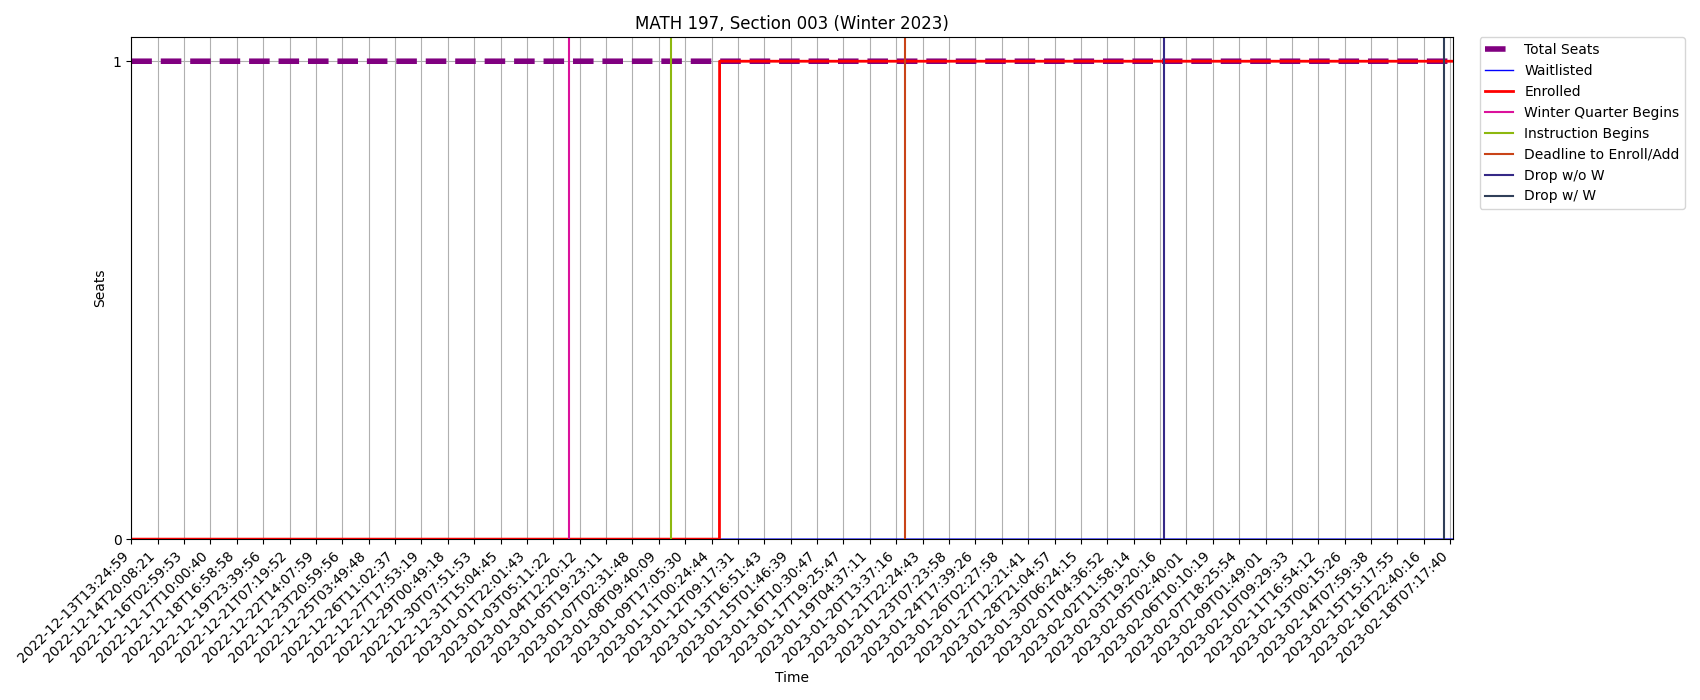 MATH 197, Section 003 (Winter 2023)
1
0
Seats
2022-12-13T13:24:59
2022-12-14T20:08:21
2022-12-16T02:59:53
2022-12-17T10:00:40
2022-12-18T16:58:58
2022-12-19T23:39:56
2022-12-21T07:19:52
2022-12-22T14:07:59
2022-12-23T20:59:56
2022-12-25T03:49:48
2022-12-26T11:02:37
2022-12-27T17:53:19
2022-12-29T00:49:18
2022-12-30T07:51:53
2022-12-31T15:04:45
2023-01-01T22:01:43
2023-01-03T05:11:22
2023-01-04T12:20:12
2023-01-05T19:23:11
2023-01-07T02:31:48
2023-01-08T09:40:09
2023-01-09T17:05:30
2023-01-11T00:24:44
2023-01-12T09:17:31
2023-01-13T16:51:43
2023-01-15T01:46:39
2023-01-16T10:30:47
2023-01-17T19:25:47
2023-01-19T04:37:11
2023-01-20T13:37:16
2023-01-21T22:24:43
2023-01-23T07:23:58
2023-01-24T17:39:26
2023-01-26T02:27:58
2023-01-27T12:21:41
2023-01-28T21:04:57
2023-01-30T06:24:15
2023-02-01T04:36:52
2023-02-02T11:58:14
2023-02-03T19:20:16
2023-02-05T02:40:01
2023-02-06T10:10:19
2023-02-07T18:25:54
2023-02-09T01:49:01
2023-02-10T09:29:33
2023-02-11T16:54:12
2023-02-13T00:15:26
2023-02-14T07:59:38
2023-02-15T15:17:55
2023-02-16T22:40:16
2023-02-18T07:17:40
Time
Total Seats
Waitlisted
Enrolled
Winter Quarter Begins
Instruction Begins
Deadline to Enroll/Add
Drop w/o W
Drop w/ W